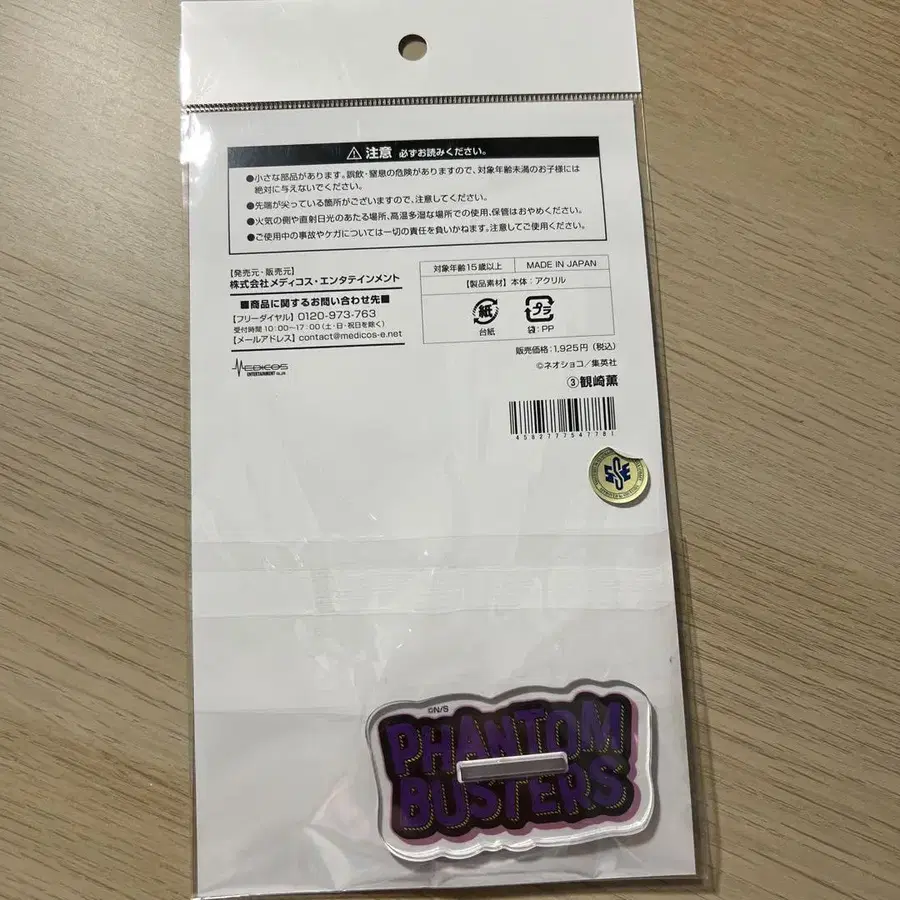 ⚠注意 必ずお読みください。
●小さな部品があります。誤飲・窒息の危険がありますので、対象年齢未満のお子様には
絶対に与えないでください。
●先端が尖っている箇所がございますので、注意してください。
●火気の側や直射日光のあたる場所、高温多湿な場所での使用、保管はおやめください。
●ご使用中の事故やケガについては一切の責任を負いかねます。注意してご使用ください。
【発売元・販売元】
株式会社メディコス・エンタテインメント
■商品に関するお問い合わせ先■
【フリーダイヤル】0120-973-763
受付時間 10:00〜17:00(土・日・祝日を除く)
【メールアドレス】contact@medicos-e.net
MEDICOS
ENTERTAINMENT CO.,LTD
対象年齢15歳以上 MADE IN JAPAN
【製品素材】本体:アクリル
紙 プラ
台紙 袋:PP
販売価格:1,925円(税込)
©ネオショコ/集英社
③観崎薫
4582777547781
©N/S
PHANTOM
BUSTERS